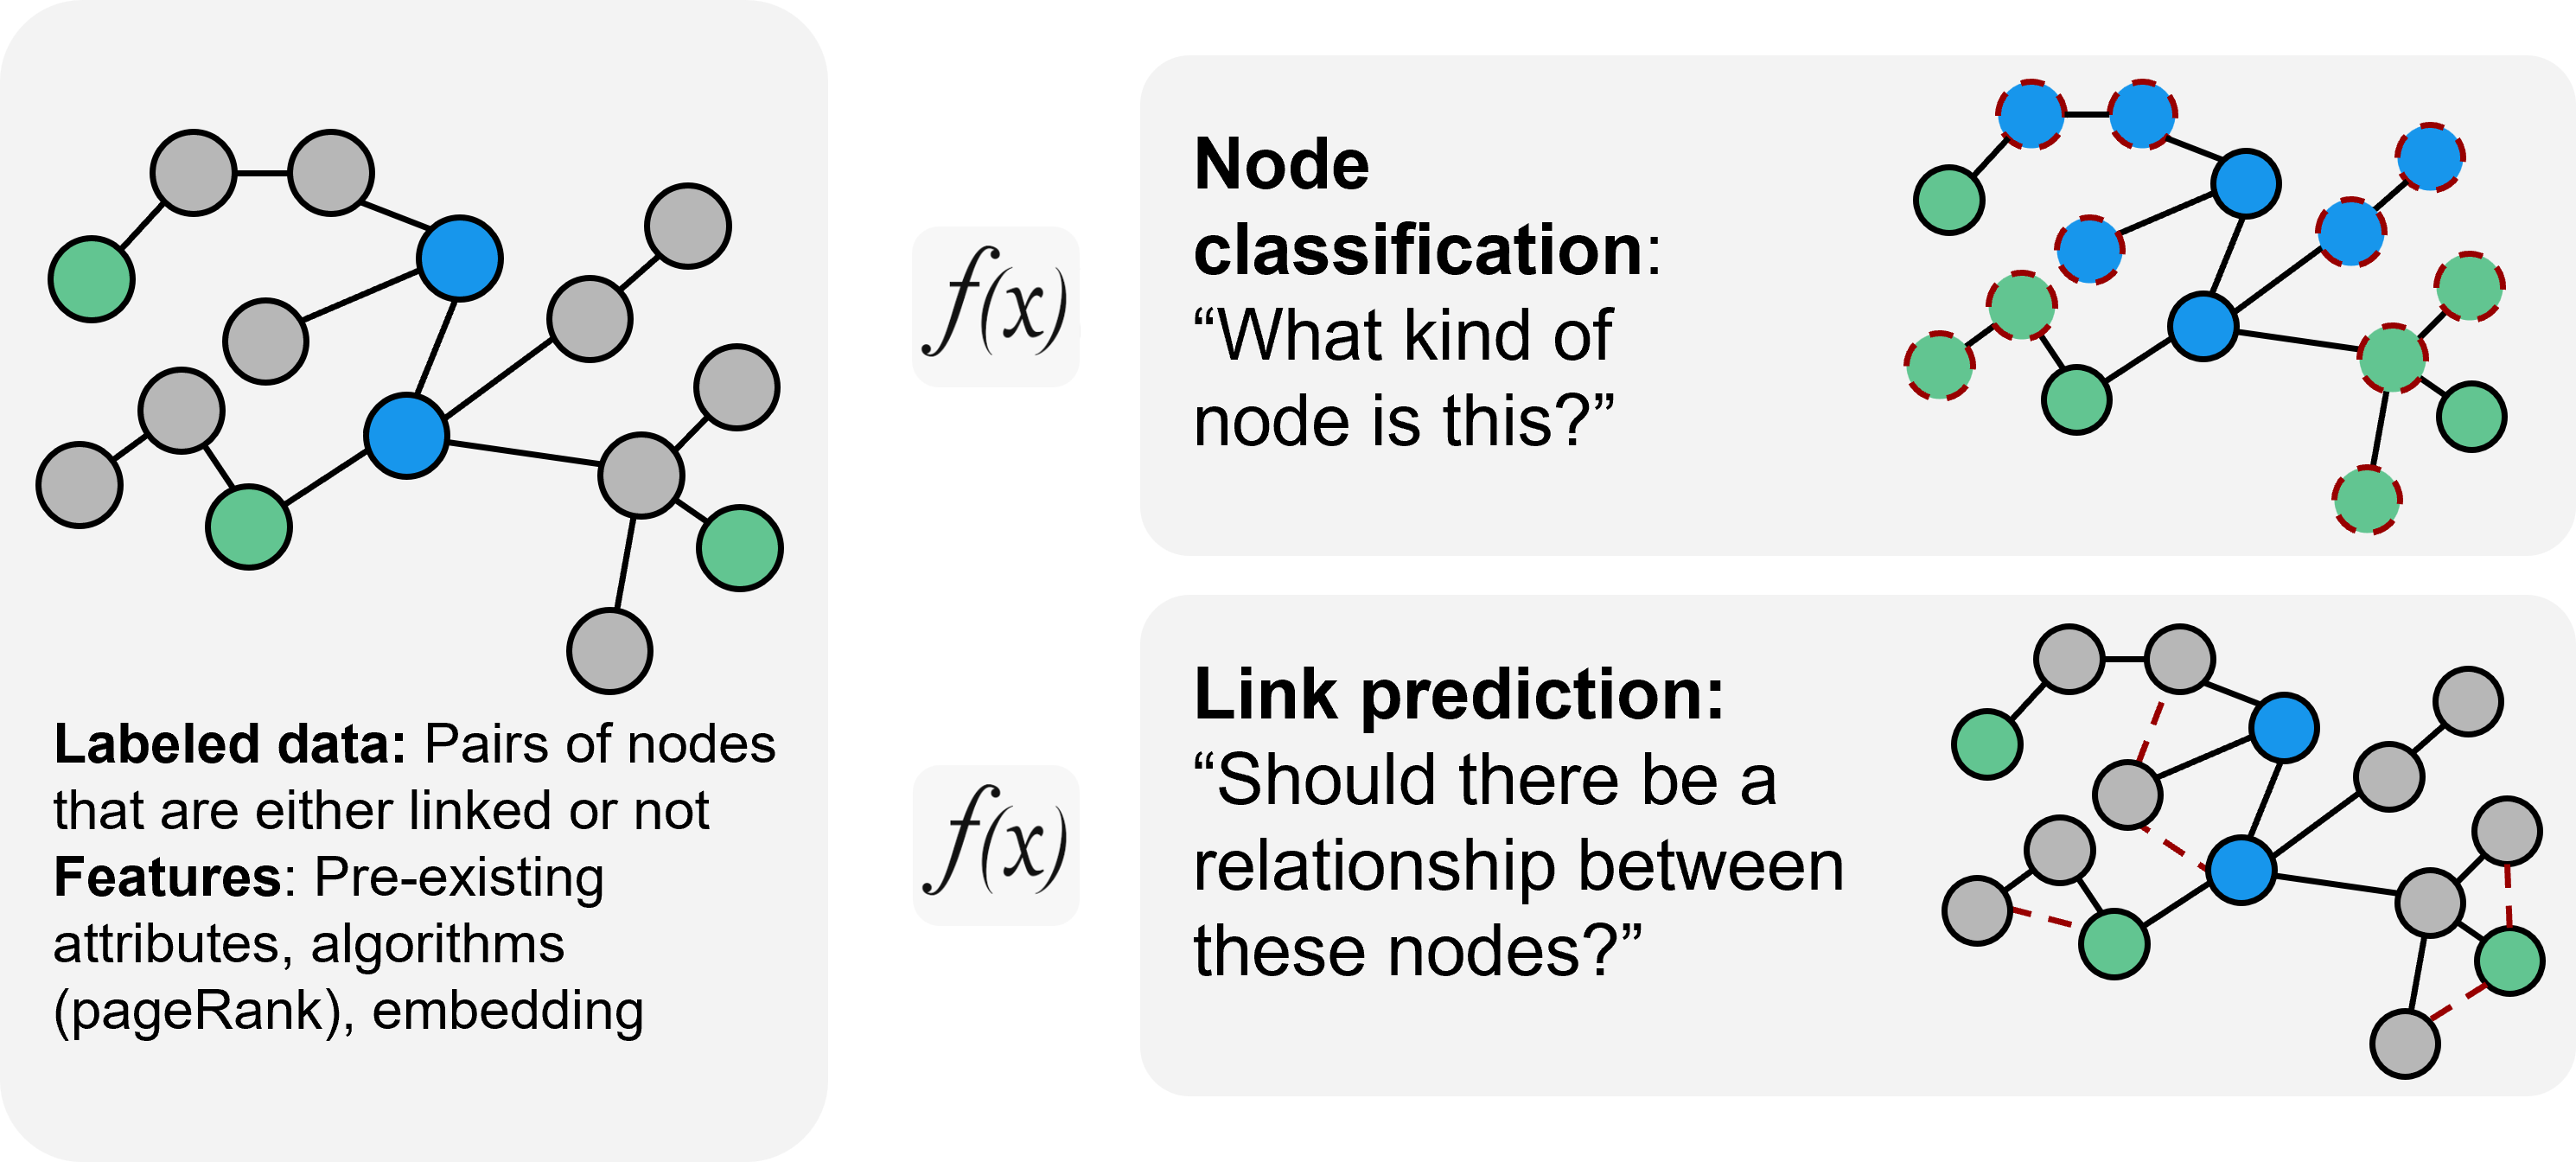 Labeled data: Pairs of nodes
that are either linked or not
Features: Pre-existing
attributes, algorithms
(pageRank), embedding
f(x)
Node
classification:
“What kind of
node is this?”
f(x)
Link prediction:
“Should there be a
relationship between
these nodes?”